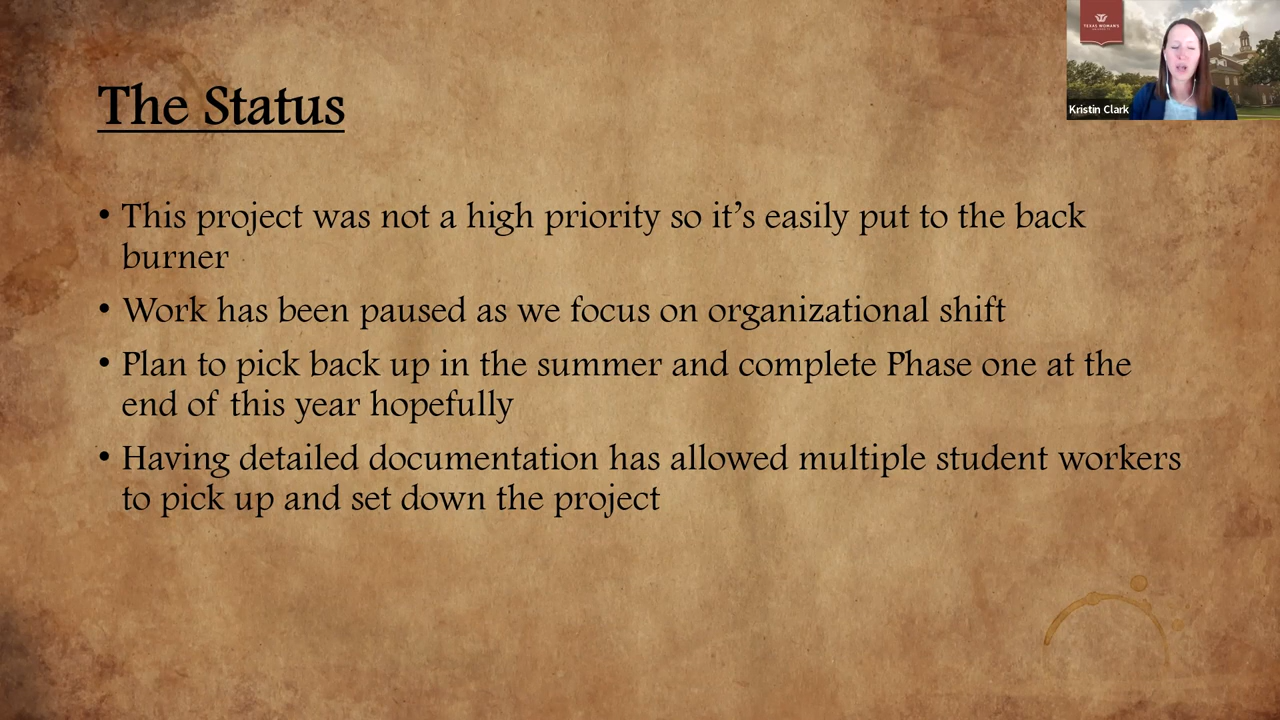 The Status
• This project was not a high priority so it’s easily put to the back
burner
• Work has been paused as we focus on organizational shift
• Plan to pick back up in the summer and complete Phase one at the
end of this year hopefully
• Having detailed documentation has allowed multiple student workers
to pick up and set down the project
TEXAS WOMAN'S
UNIVERSITY
Kristin Clark